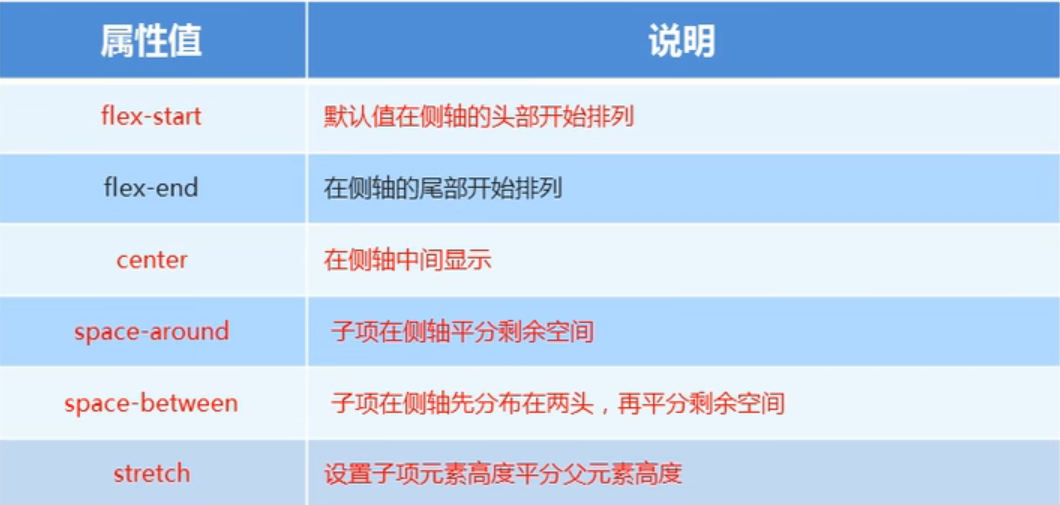 属性值 说明
flex-start 默认值在侧轴的头部开始排列
flex-end 在侧轴的尾部开始排列
center 在侧轴中间显示
space-around 子项在侧轴平分剩余空间
space-between 子项在侧轴先分布在两头，再平分剩余空间
stretch 设置子项元素高度平分父元素高度